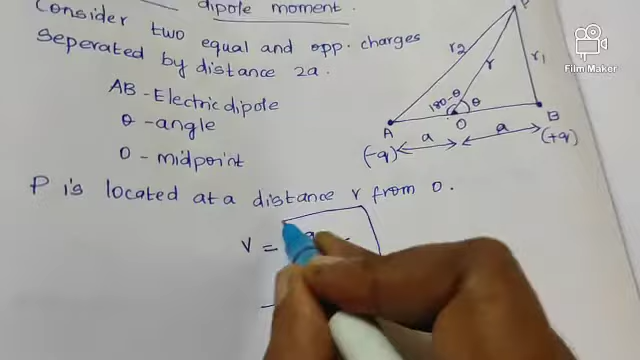 Consider two equal and opp. charges
dipole moment.
seperated by distance 2a.
AB - Electric dipole
θ - angle
O - midpoint
P is located at a distance r from O.
V =
P
r2
r
r1
180-θ
θ
A
O
B
a
a
(-q)
(+q)
Film Maker